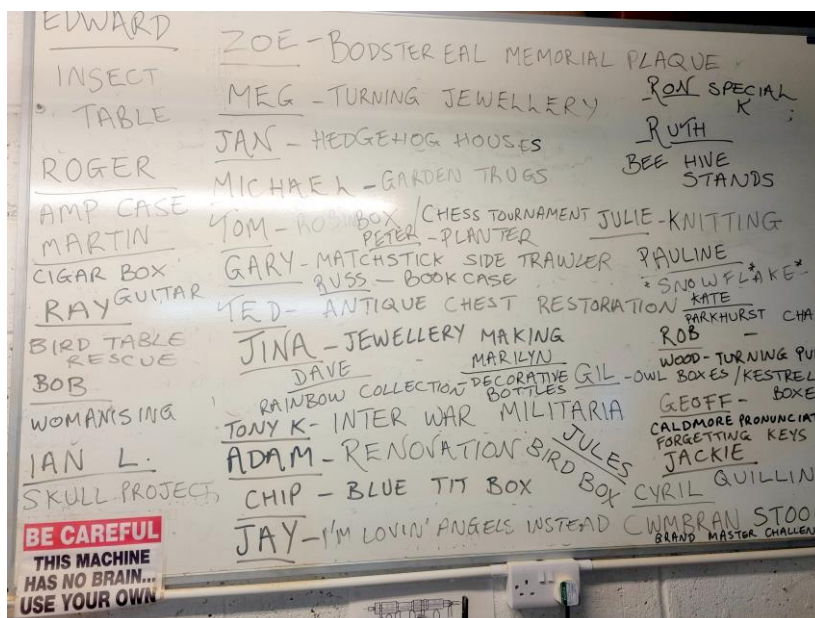 EDWARD
INSECT
TABLE
ROGER
AMP CASE
MARTIN
CIGAR BOX
GUITAR
RAY
BIRD TABLE
RESCUE
BOB
WOMANISING
IAN L.
SKULL PROJECT
ZOE - BODSTEREAL MEMORIAL PLAQUE
MEG - TURNING JEWELLERY
JAN - HEDGEHOG HOUSES
MICHAEL - GARDEN TRUGS
TOM - BOX / CHESS TOURNAMENT
PETER - PLANTER
GARY - MATCHSTICK SIDE TRAWLER
RUSS - BOOKCASE
TED - ANTIQUE CHEST RESTORATION
JINA - JEWELLERY MAKING
DAVE
RAINBOW COLLECTION
MARILYN
DECORATIVE
BOTTLES
GIL - OWL BOXES / KESTREL
BOXE
TONY K - INTER WAR MILITARIA
ADAM - RENOVATION
JULES
BIRD BOX
CHIP - BLUE TIT BOX
JAY - I'M LOVIN' ANGELS INSTEAD
RON SPECIAL
K
RUTH
BEE HIVE
STANDS
JULIE - KNITTING
PAULINE
*SNOWFLAKE*
KATE
PARKHURST CHA
ROB -
WOOD-TURNING PU
GEOFF -
CALDMORE PRONUNCIAT
FORGETTING KEYS
JACKIE
QUILLIN
CYRIL
CWMBRAN STOO
BRAND MASTER CHALLEN
BE CAREFUL
THIS MACHINE
HAS NO BRAIN...
USE YOUR OWN